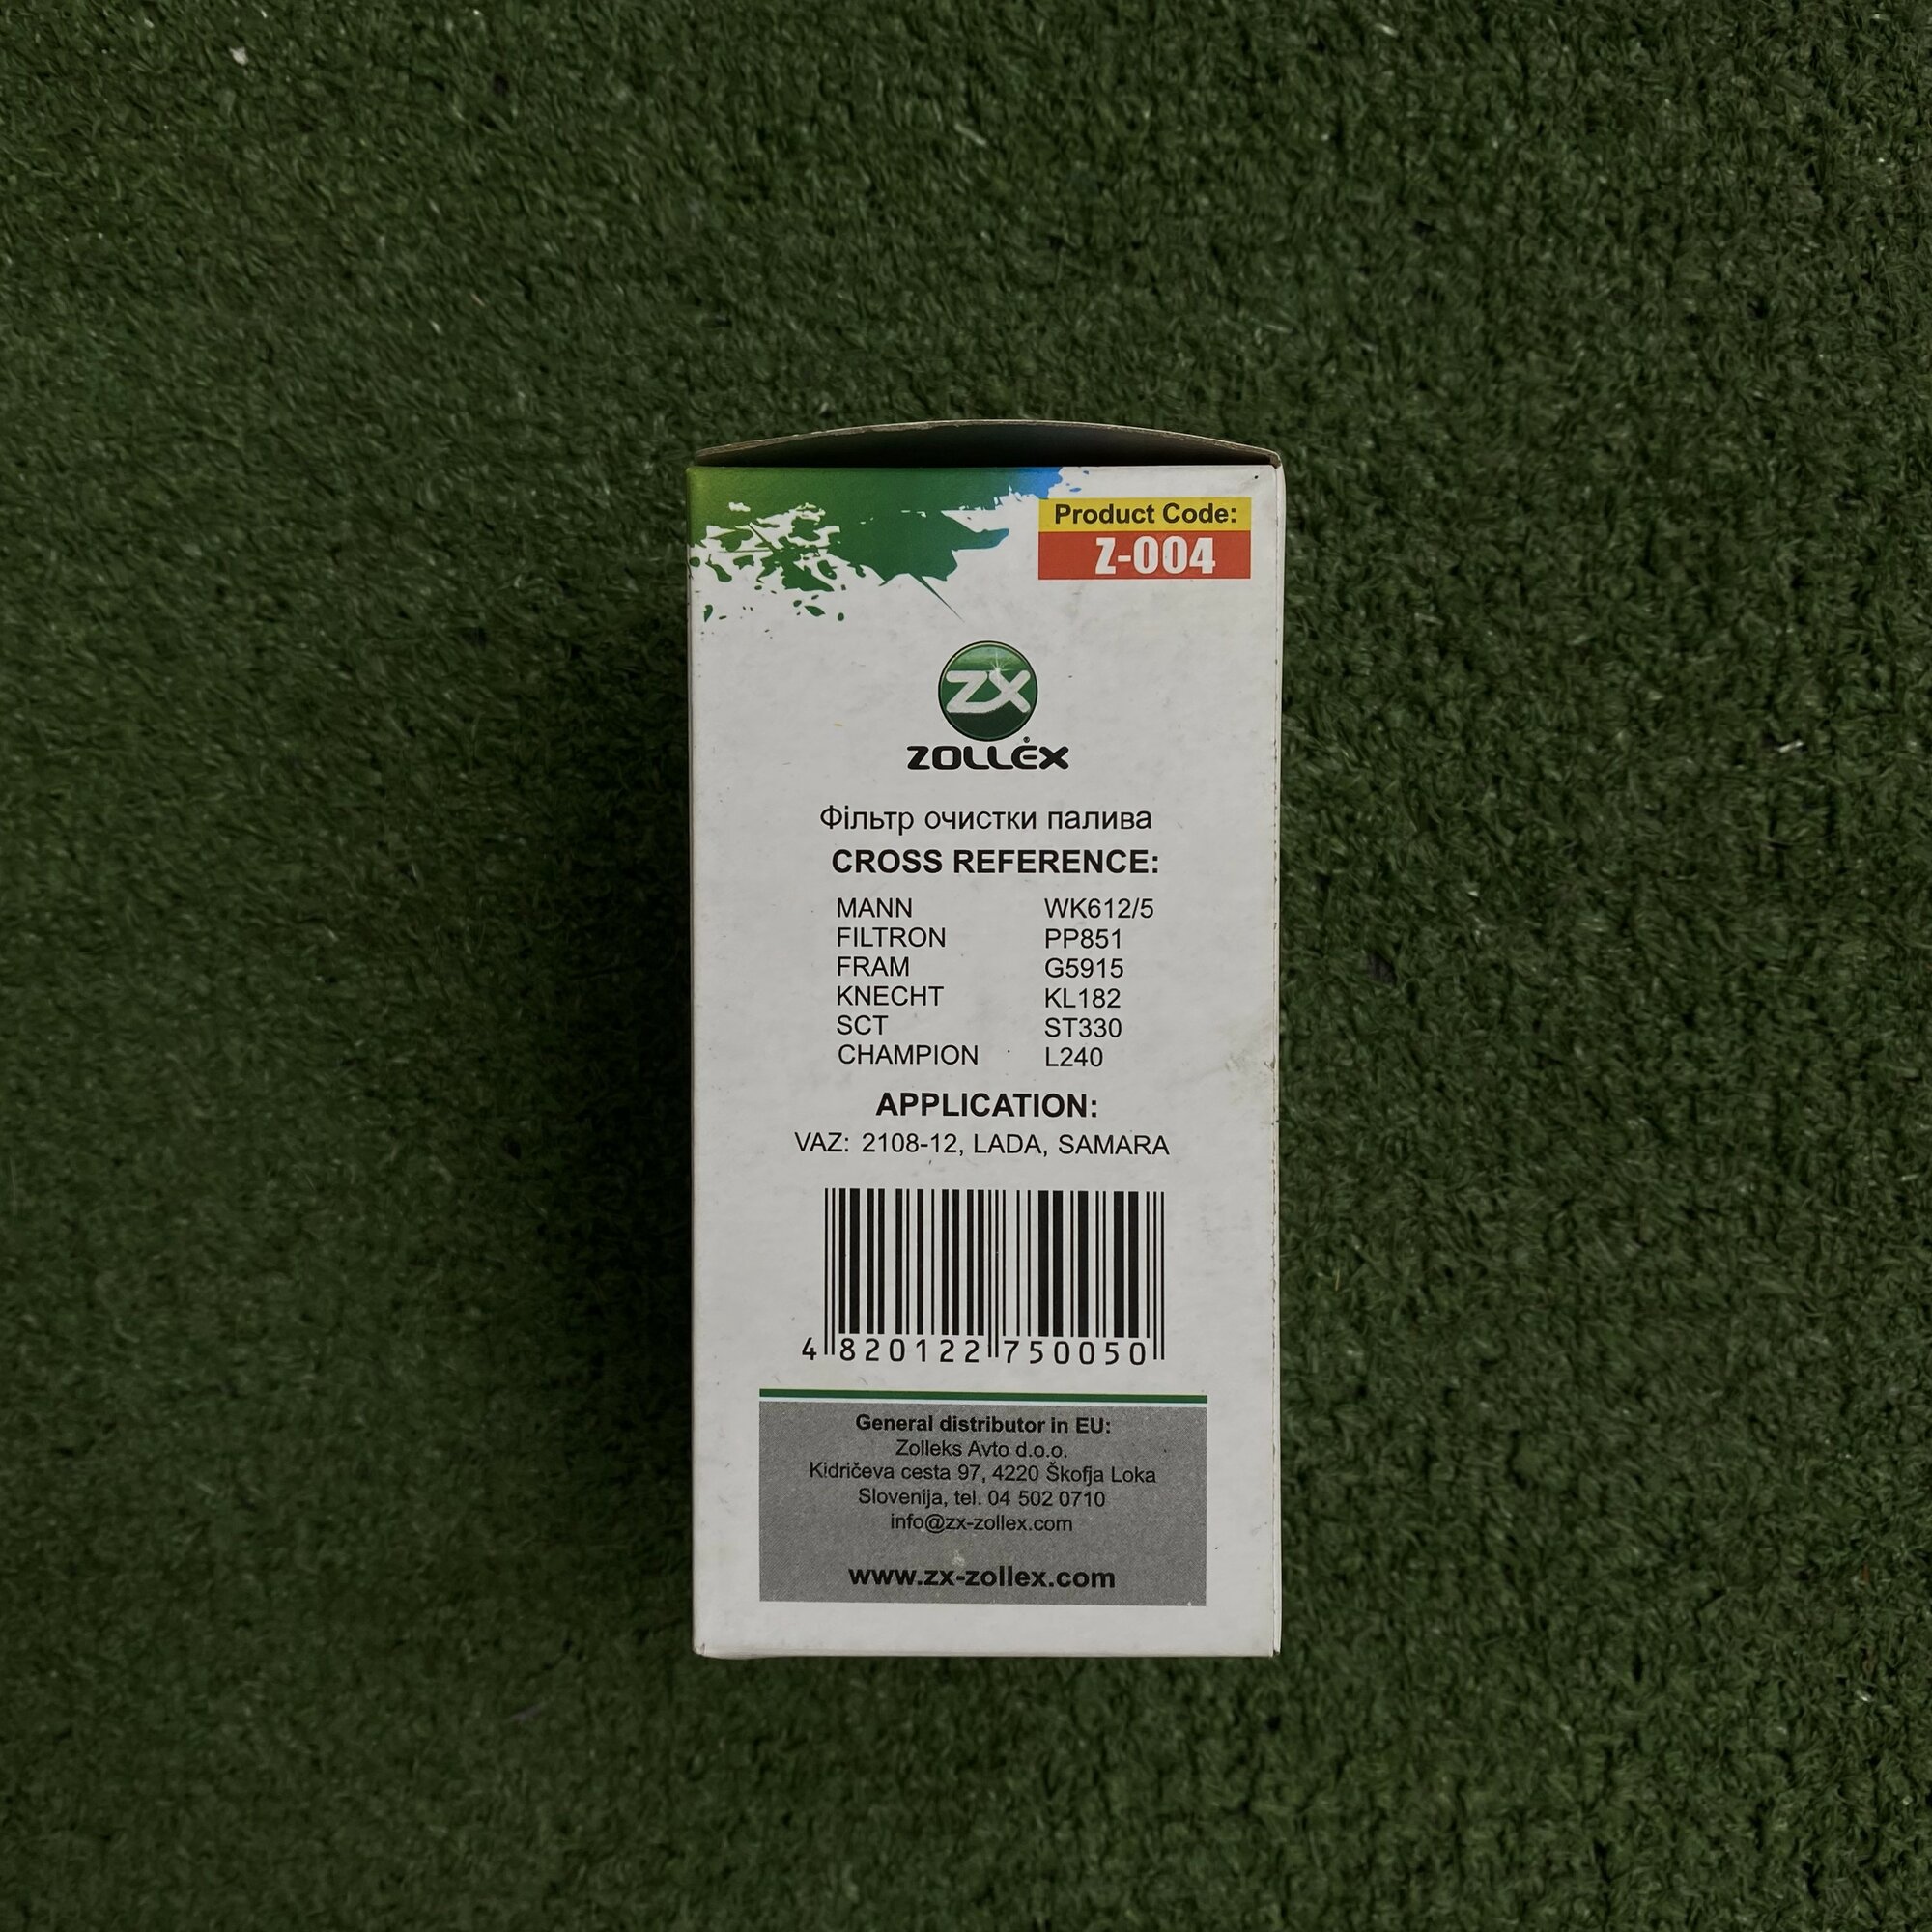 Product Code:
Z-004
ZX
ZOLLÉX®
Фільтр очистки палива
CROSS REFERENCE:
MANN WK612/5
FILTRON PP851
FRAM G5915
KNECHT KL182
SCT ST330
CHAMPION L240
APPLICATION:
VAZ: 2108-12, LADA, SAMARA
4 820122 750050
General distributor in EU:
Zolleks Avto d.o.o.
Kidričeva cesta 97, 4220 Škofja Loka
Slovenija, tel. 04 502 0710
info@zx-zollex.com
www.zx-zollex.com